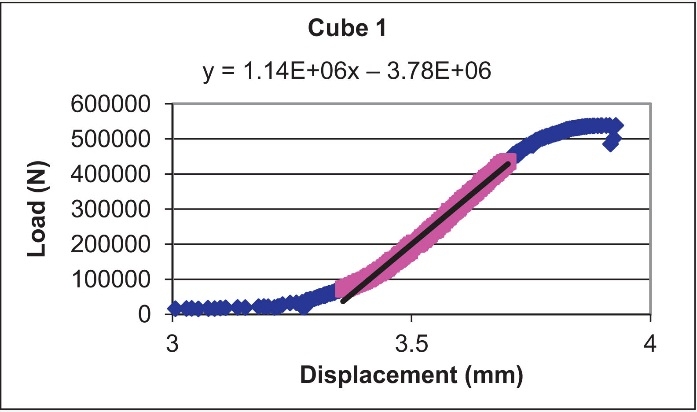 Cube 1
y = 1.14E+06x – 3.78E+06
600000
500000
400000
300000
200000
100000
0
Load (N)
3
3.5
4
Displacement (mm)